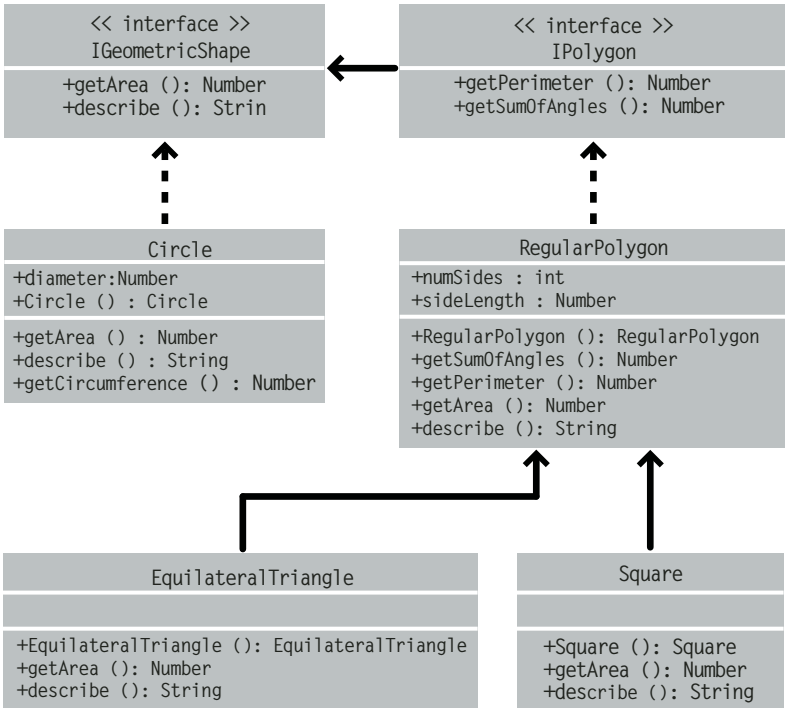 << interface >>
IGeometricShape
+getArea (): Number
+describe (): Strin
<< interface >>
IPolygon
+getPerimeter (): Number
+getSumOfAngles (): Number
Circle
+diameter:Number
+Circle () : Circle
+getArea () : Number
+describe () : String
+getCircumference () : Number
RegularPolygon
+numSides : int
+sideLength : Number
+RegularPolygon (): RegularPolygon
+getSumOfAngles (): Number
+getPerimeter (): Number
+getArea (): Number
+describe (): String
EquilateralTriangle
+EquilateralTriangle (): EquilateralTriangle
+getArea (): Number
+describe (): String
Square
+Square (): Square
+getArea (): Number
+describe (): String